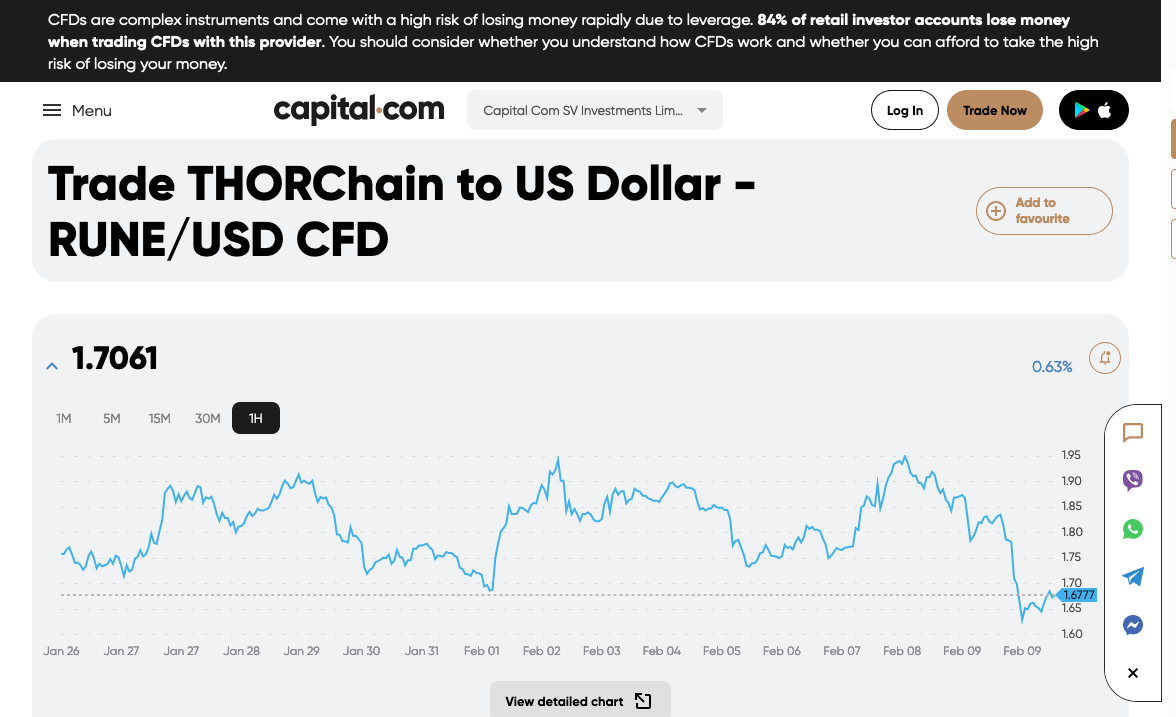 CFDs are complex instruments and come with a high risk of losing money rapidly due to leverage. 84% of retail investor accounts lose money
when trading CFDs with this provider. You should consider whether you understand how CFDs work and whether you can afford to take the high
risk of losing your money.
Menu
capital.com
Capital Com SV Investments Lim...
Log In
Trade Now
Trade THORChain to US Dollar -
RUNE/USD CFD
Add to
favourite
1.7061
0.63%
1M 5M 15M 30M 1H
1.95
1.90
1.85
1.80
1.75
1.70
1.6777
1.65
1.60
Jan 26 Jan 27 Jan 27 Jan 28 Jan 29 Jan 30 Jan 31 Feb 01 Feb 02 Feb 03 Feb 04 Feb 05 Feb 06 Feb 07 Feb 08 Feb 09 Feb 09
View detailed chart